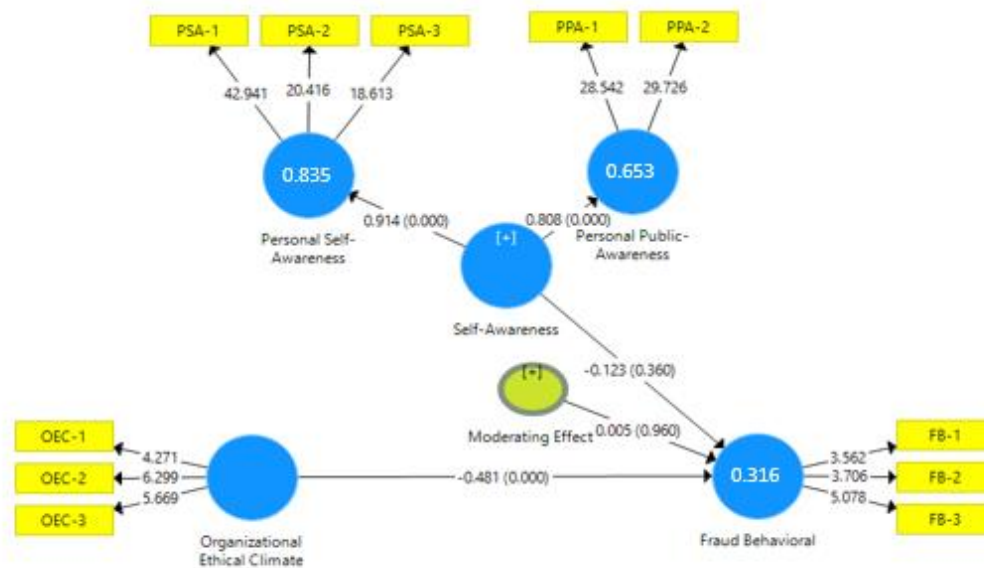 PSA-1
PSA-2
PSA-3
PPA-1
PPA-2
42.941
20.416
18.613
28.542
29.726
0.835
0.653
0.914 (0.000)
0.808 (0.000)
Personal Self-
Awareness
Personal Public-
Awareness
[+]
Self-Awareness
-0.123 (0.360)
[+]
Moderating Effect
0.005 (0.960)
OEC-1
OEC-2
OEC-3
4.271
6.299
5.669
-0.481 (0.000)
0.316
3.562
3.706
5.078
FB-1
FB-2
FB-3
Organizational
Ethical Climate
Fraud Behavioral